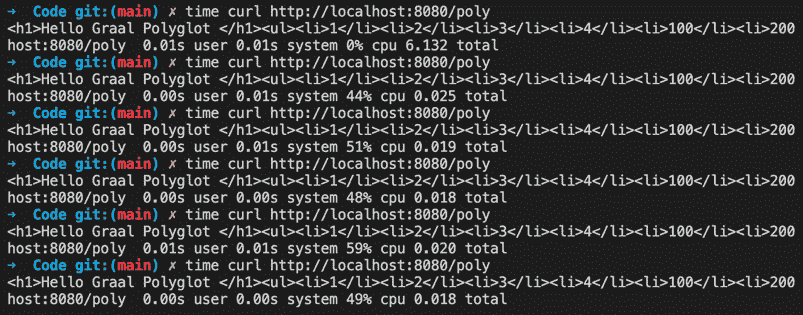 ➜  Code git:(main) ✗ time curl http://localhost:8080/poly
<h1>Hello Graal Polyglot </h1><ul><li>1</li><li>2</li><li>3</li><li>4</li><li>100</li><li>200
host:8080/poly  0.01s user 0.01s system 0% cpu 6.132 total
➜  Code git:(main) ✗ time curl http://localhost:8080/poly
<h1>Hello Graal Polyglot </h1><ul><li>1</li><li>2</li><li>3</li><li>4</li><li>100</li><li>200
host:8080/poly  0.00s user 0.01s system 44% cpu 0.025 total
➜  Code git:(main) ✗ time curl http://localhost:8080/poly
<h1>Hello Graal Polyglot </h1><ul><li>1</li><li>2</li><li>3</li><li>4</li><li>100</li><li>200
host:8080/poly  0.00s user 0.01s system 51% cpu 0.019 total
➜  Code git:(main) ✗ time curl http://localhost:8080/poly
<h1>Hello Graal Polyglot </h1><ul><li>1</li><li>2</li><li>3</li><li>4</li><li>100</li><li>200
host:8080/poly  0.00s user 0.00s system 48% cpu 0.018 total
➜  Code git:(main) ✗ time curl http://localhost:8080/poly
<h1>Hello Graal Polyglot </h1><ul><li>1</li><li>2</li><li>3</li><li>4</li><li>100</li><li>200
host:8080/poly  0.01s user 0.01s system 59% cpu 0.020 total
➜  Code git:(main) ✗ time curl http://localhost:8080/poly
<h1>Hello Graal Polyglot </h1><ul><li>1</li><li>2</li><li>3</li><li>4</li><li>100</li><li>200
host:8080/poly  0.00s user 0.00s system 49% cpu 0.018 total